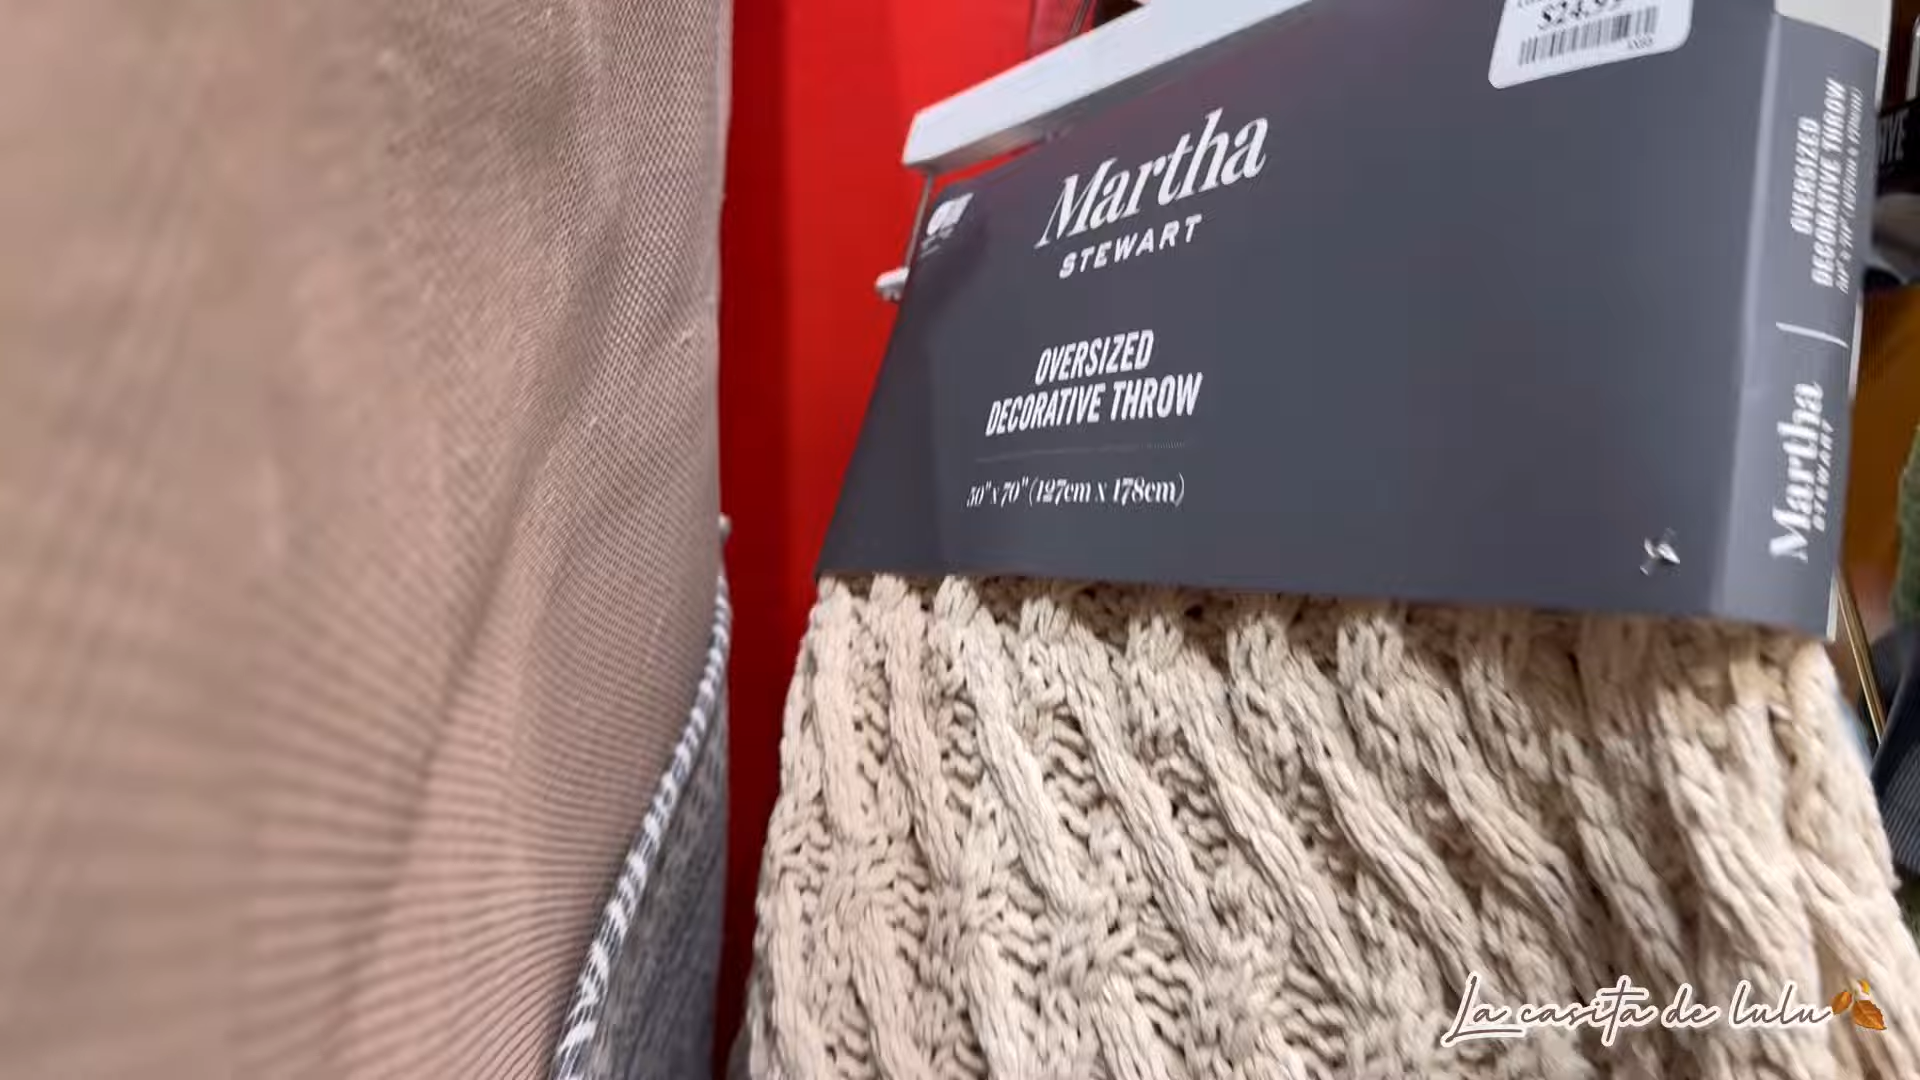 $24.99
Martha
STEWART
OVERSIZED
DECORATIVE THROW
50" x 70" (127cm x 178cm)
OVERSIZED
DECORATIVE THROW
Martha
STEWART
La casita de lulu